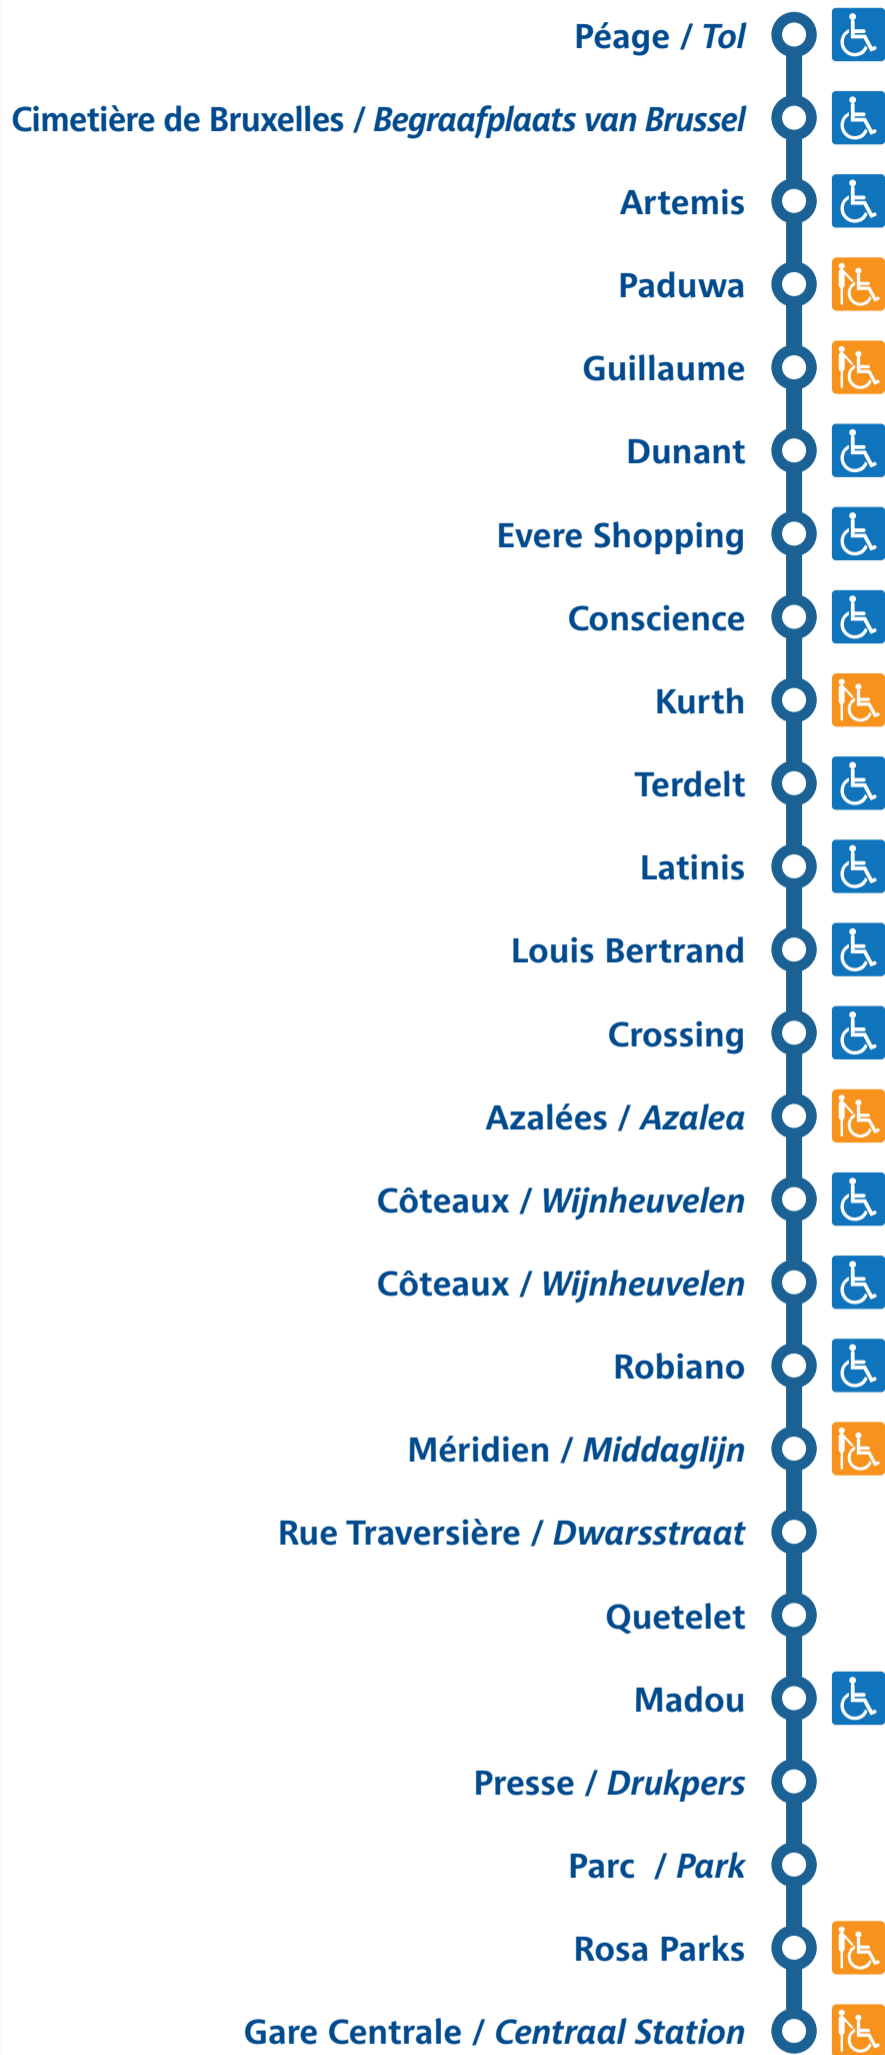 Péage / Tol
Cimetière de Bruxelles / Begraafplaats van Brussel
Artemis
Paduwa
Guillaume
Dunant
Evere Shopping
Conscience
Kurth
Terdelt
Latinis
Louis Bertrand
Crossing
Azalées / Azalea
Côteaux / Wijnheuvelen
Côteaux / Wijnheuvelen
Robiano
Méridien / Middaglijn
Rue Traversière / Dwarsstraat
Quetelet
Madou
Presse / Drukpers
Parc / Park
Rosa Parks
Gare Centrale / Centraal Station